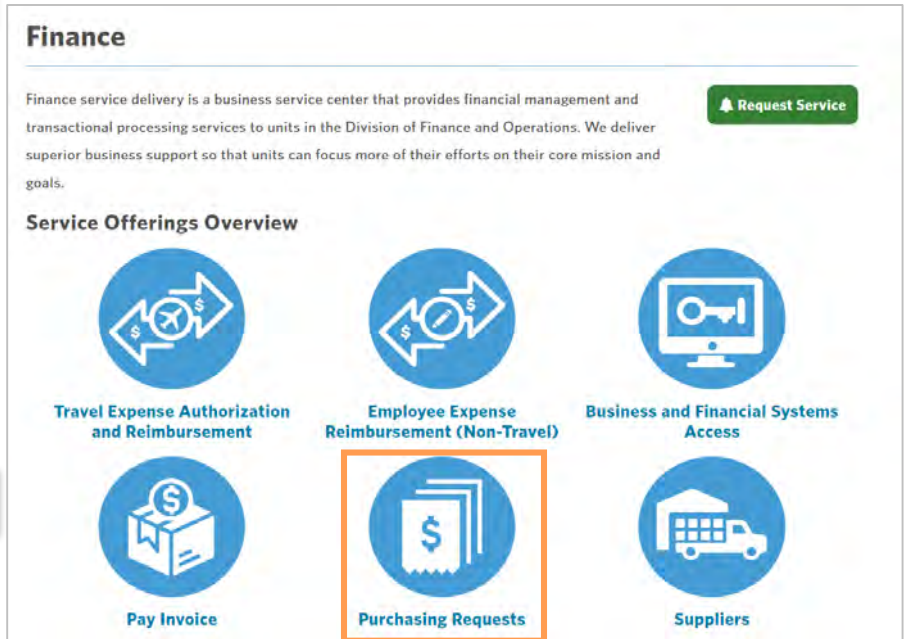 Finance
Finance service delivery is a business service center that provides financial management and
transactional processing services to units in the Division of Finance and Operations. We deliver
superior business support so that units can focus more of their efforts on their core mission and
goals.
Request Service
Service Offerings Overview
$
$
$
$
Travel Expense Authorization
and Reimbursement
Employee Expense
Reimbursement (Non-Travel)
Business and Financial Systems
Access
$
$
Pay Invoice
Purchasing Requests
Suppliers